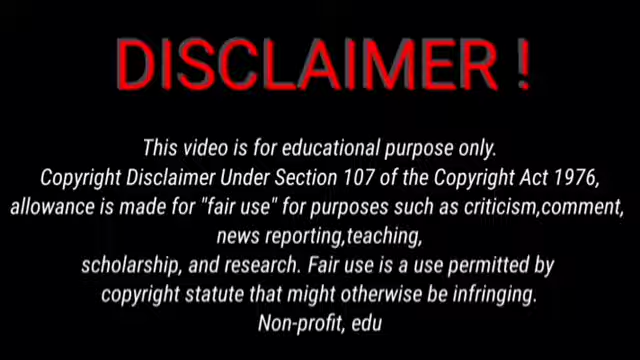 DISCLAIMER !
This video is for educational purpose only.
Copyright Disclaimer Under Section 107 of the Copyright Act 1976,
allowance is made for "fair use" for purposes such as criticism,comment,
news reporting,teaching,
scholarship, and research. Fair use is a use permitted by
copyright statute that might otherwise be infringing.
Non-profit, edu